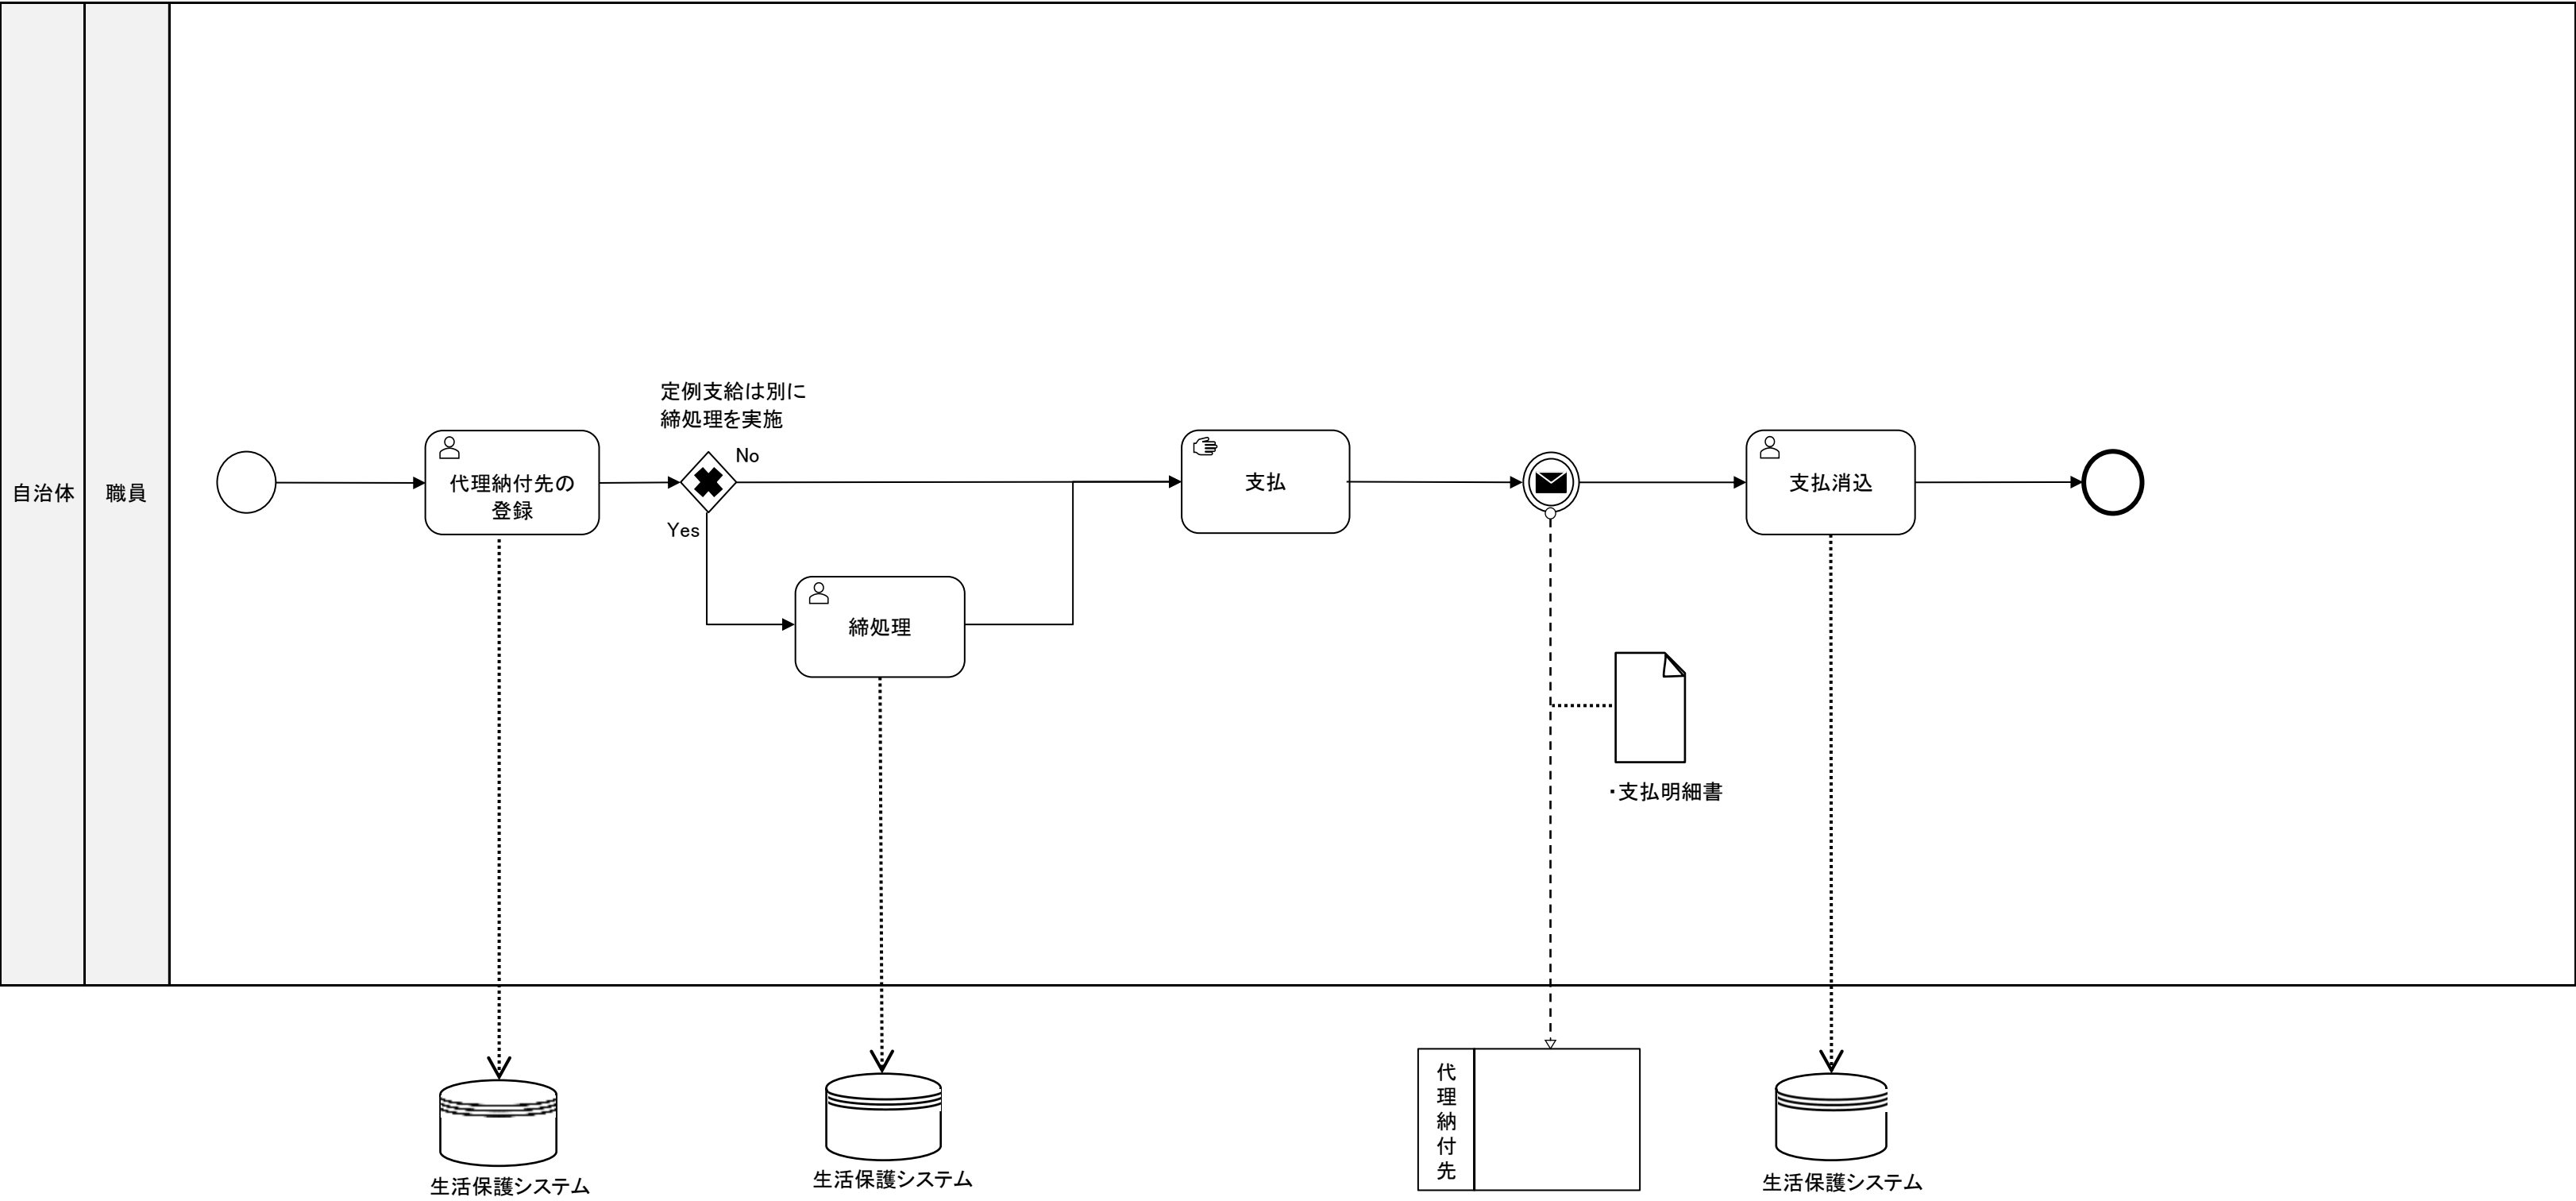 自治体
職員
定例支給は別に
締処理を実施
No
Yes
代理納付先の
登録
締処理
支払
支払消込
・支払明細書
生活保護システム
生活保護システム
代理納付先
生活保護システム